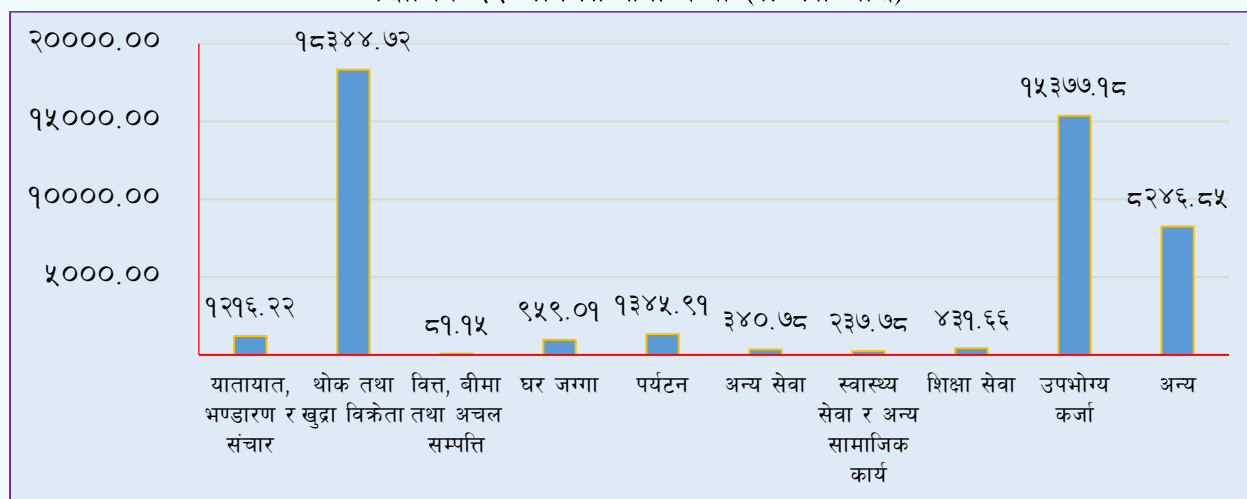 २००००.००
१५०००.००
१००००.००
५०००.००
१२१६.२२
१८३४४.७२
८१.१५
९५९.०१
१३४५.९१
३४०.७८
२३७.७८
४३१.६६
१५३७७.१८
८२४६.८५
यातायात,
भण्डारण र
संचार
थोक तथा
खुद्रा विक्रेता
वित्त, बीमा
तथा अचल
सम्पत्ति
घर जग्गा
पर्यटन
अन्य सेवा
स्वास्थ्य
सेवा र अन्य
सामाजिक
कार्य
शिक्षा सेवा
उपभोग्य
कर्जा
अन्य